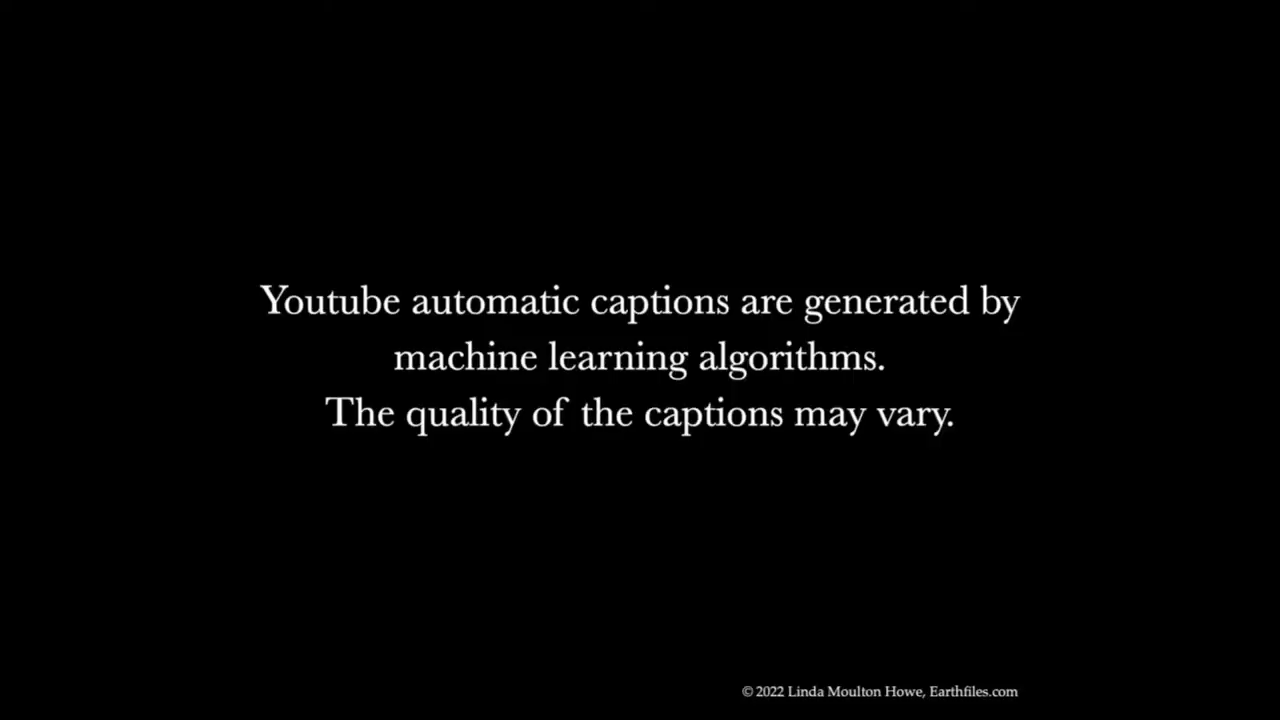 Youtube automatic captions are generated by
machine learning algorithms.
The quality of the captions may vary.
© 2022 Linda Moulton Howe, Earthfiles.com